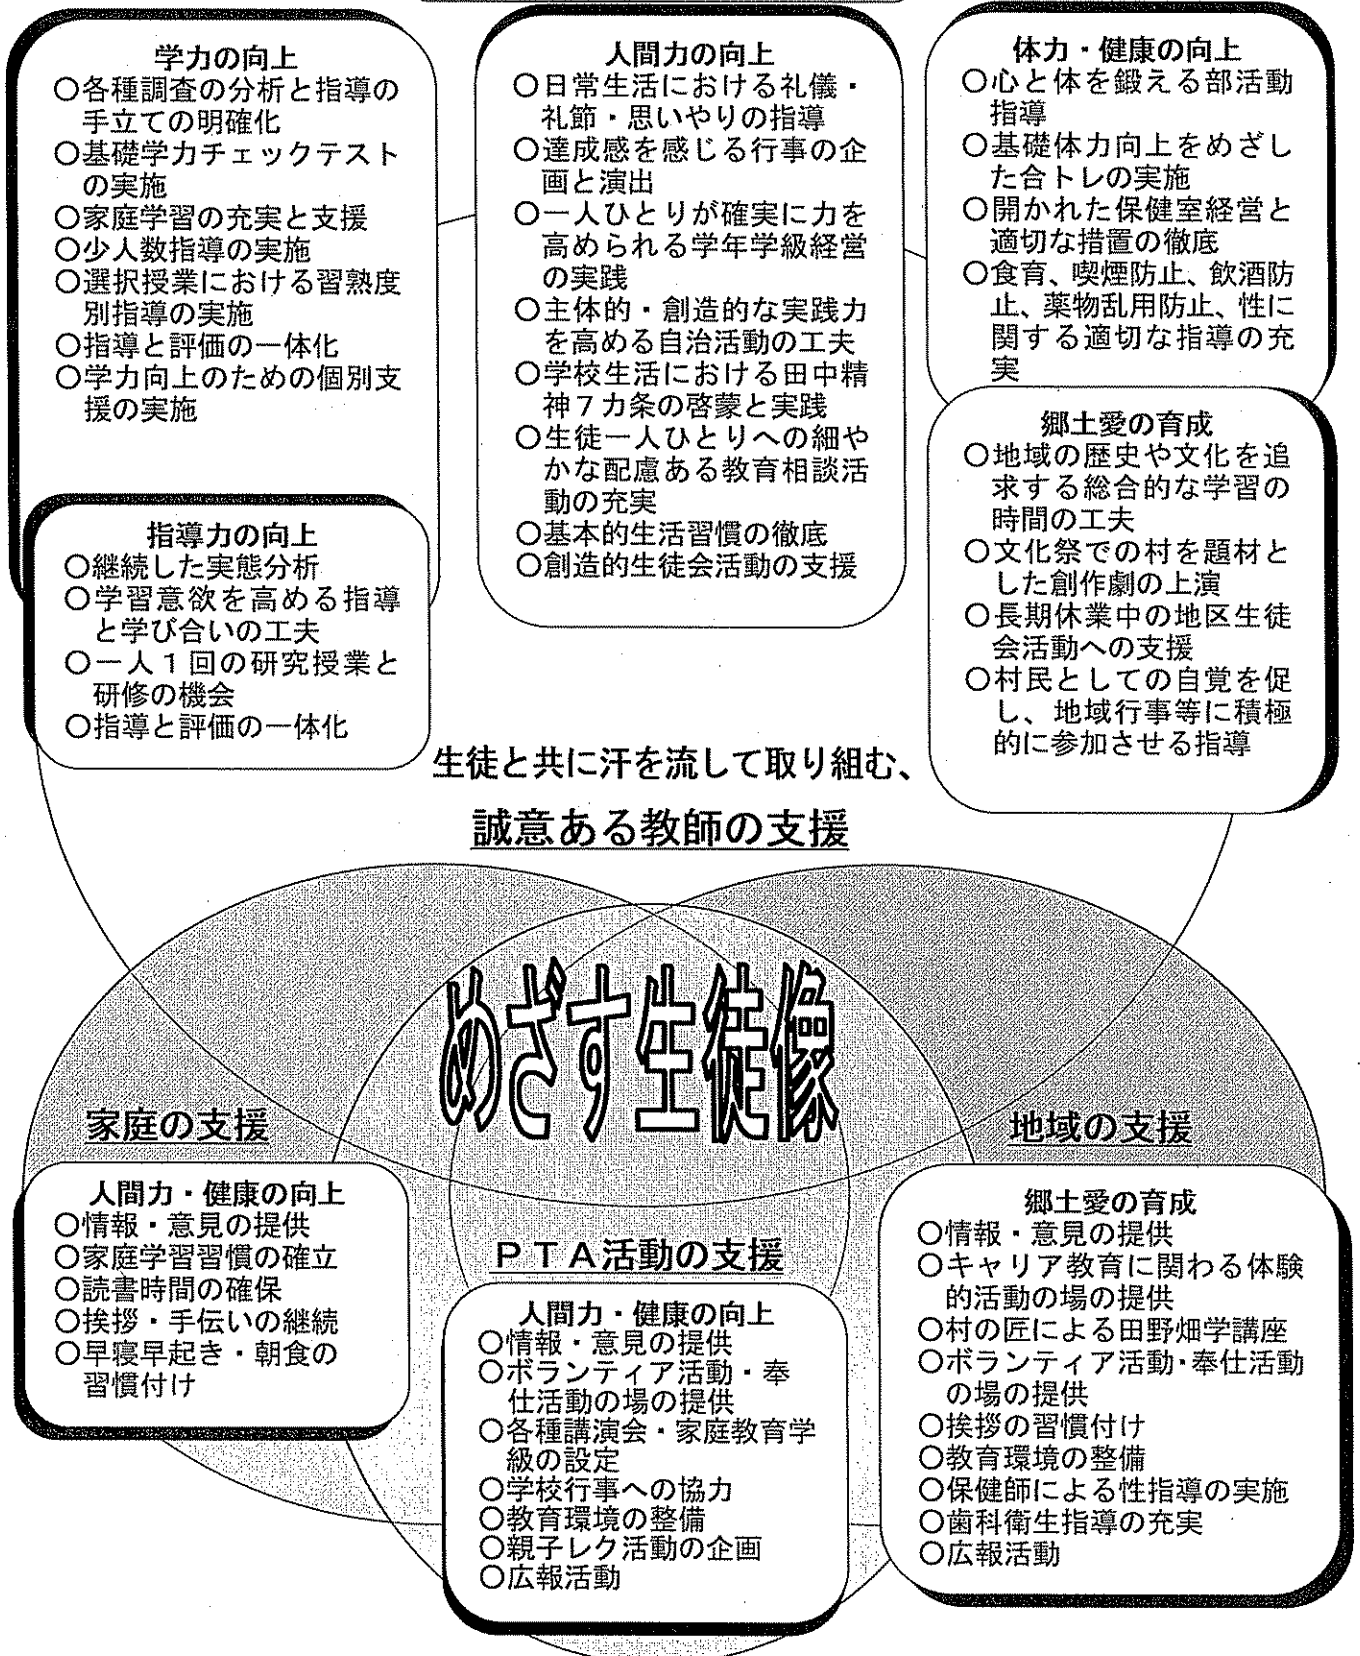 学力の向上
○各種調査の分析と指導の
手立ての明確化
○基礎学力チェックテスト
の実施
○家庭学習の充実と支援
○少人数指導の実施
○選択授業における習熟度
別指導の実施
○指導と評価の一体化
○学力向上のための個別支
援の実施
指導力の向上
○継続した実態分析
○学習意欲を高める指導
と学び合いの工夫
○一人1回の研究授業と
研修の機会
○指導と評価の一体化
人間力の向上
○日常生活における礼儀・
礼節・思いやりの指導
○達成感を感じる行事の企
画と演出
○一人ひとりが確実に力を
高められる学年学級経営
の実践
○主体的・創造的な実践力
を高める自治活動の工夫
○学校生活における田中精
神7カ条の啓蒙と実践
○生徒一人ひとりへの細や
かな配慮ある教育相談活
動の充実
○基本的生活習慣の徹底
○創造的生徒会活動の支援
体力・健康の向上
○心と体を鍛える部活動
指導
○基礎体力向上をめざし
た合トレの実施
○開かれた保健室経営と
適切な措置の徹底
○食育、喫煙防止、飲酒防
止、薬物乱用防止、性に
関する適切な指導の充
実
郷土愛の育成
○地域の歴史や文化を追
求する総合的な学習の
時間の工夫
○文化祭での村を題材と
した創作劇の上演
○長期休業中の地区生徒
会活動への支援
○村民としての自覚を促
し、地域行事等に積極
的に参加させる指導
生徒と共に汗を流して取り組む、
誠意ある教師の支援
めざす生徒像
家庭の支援
人間力・健康の向上
○情報・意見の提供
○家庭学習習慣の確立
○読書時間の確保
○挨拶・手伝いの継続
○早寝早起き・朝食の
習慣付け
PTA活動の支援
人間力・健康の向上
○情報・意見の提供
○ボランティア活動・奉
仕活動の場の提供
○各種講演会・家庭教育学
級の設定
○学校行事への協力
○教育環境の整備
○親子レク活動の企画
○広報活動
地域の支援
郷土愛の育成
○情報・意見の提供
○キャリア教育に関わる体験
的活動の場の提供
○村の匠による田野畑学講座
○ボランティア活動・奉仕活動
の場の提供
○挨拶の習慣付け
○教育環境の整備
○保健師による性指導の実施
○歯科衛生指導の充実
○広報活動